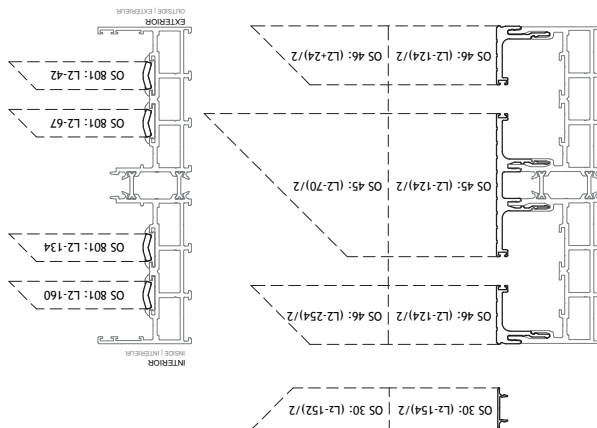 OS 30: (L2-154)/2 OS 30: (L2-152)/2
OS 46: (L2-124)/2 OS 46: (L2-254)/2
OS 45: (L2-124)/2 OS 45: (L2-70)/2
OS 46: (L2-124)/2 OS 46: (L2+24)/2
INTERIOR
INSIDE | INTÉRIEUR
OS 801: L2-160
OS 801: L2-134
OS 801: L2-67
OS 801: L2-42
EXTERIOR
OUTSIDE | EXTÉRIEUR